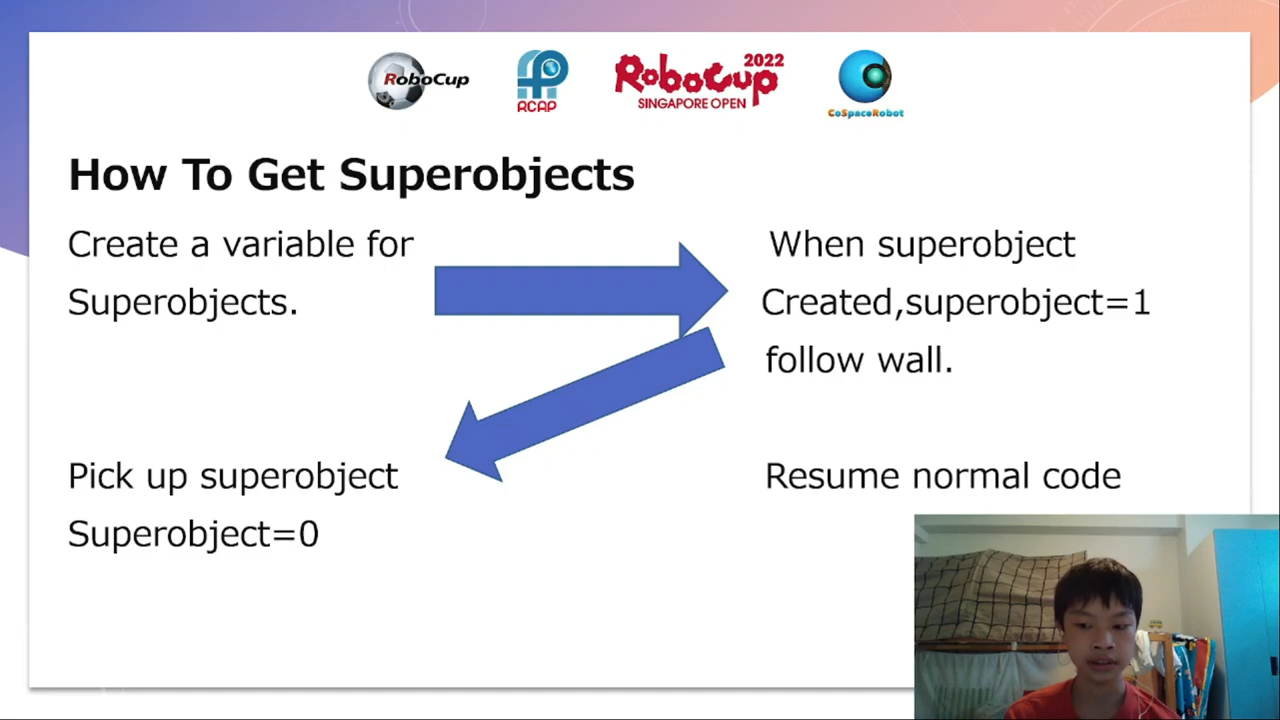 RoboCup
RCAP
RoboCup 2022
SINGAPORE OPEN
CoSpaceRobot
How To Get Superobjects
Create a variable for
Superobjects.
When superobject
Created,superobject=1
follow wall.
Pick up superobject
Superobject=0
Resume normal code